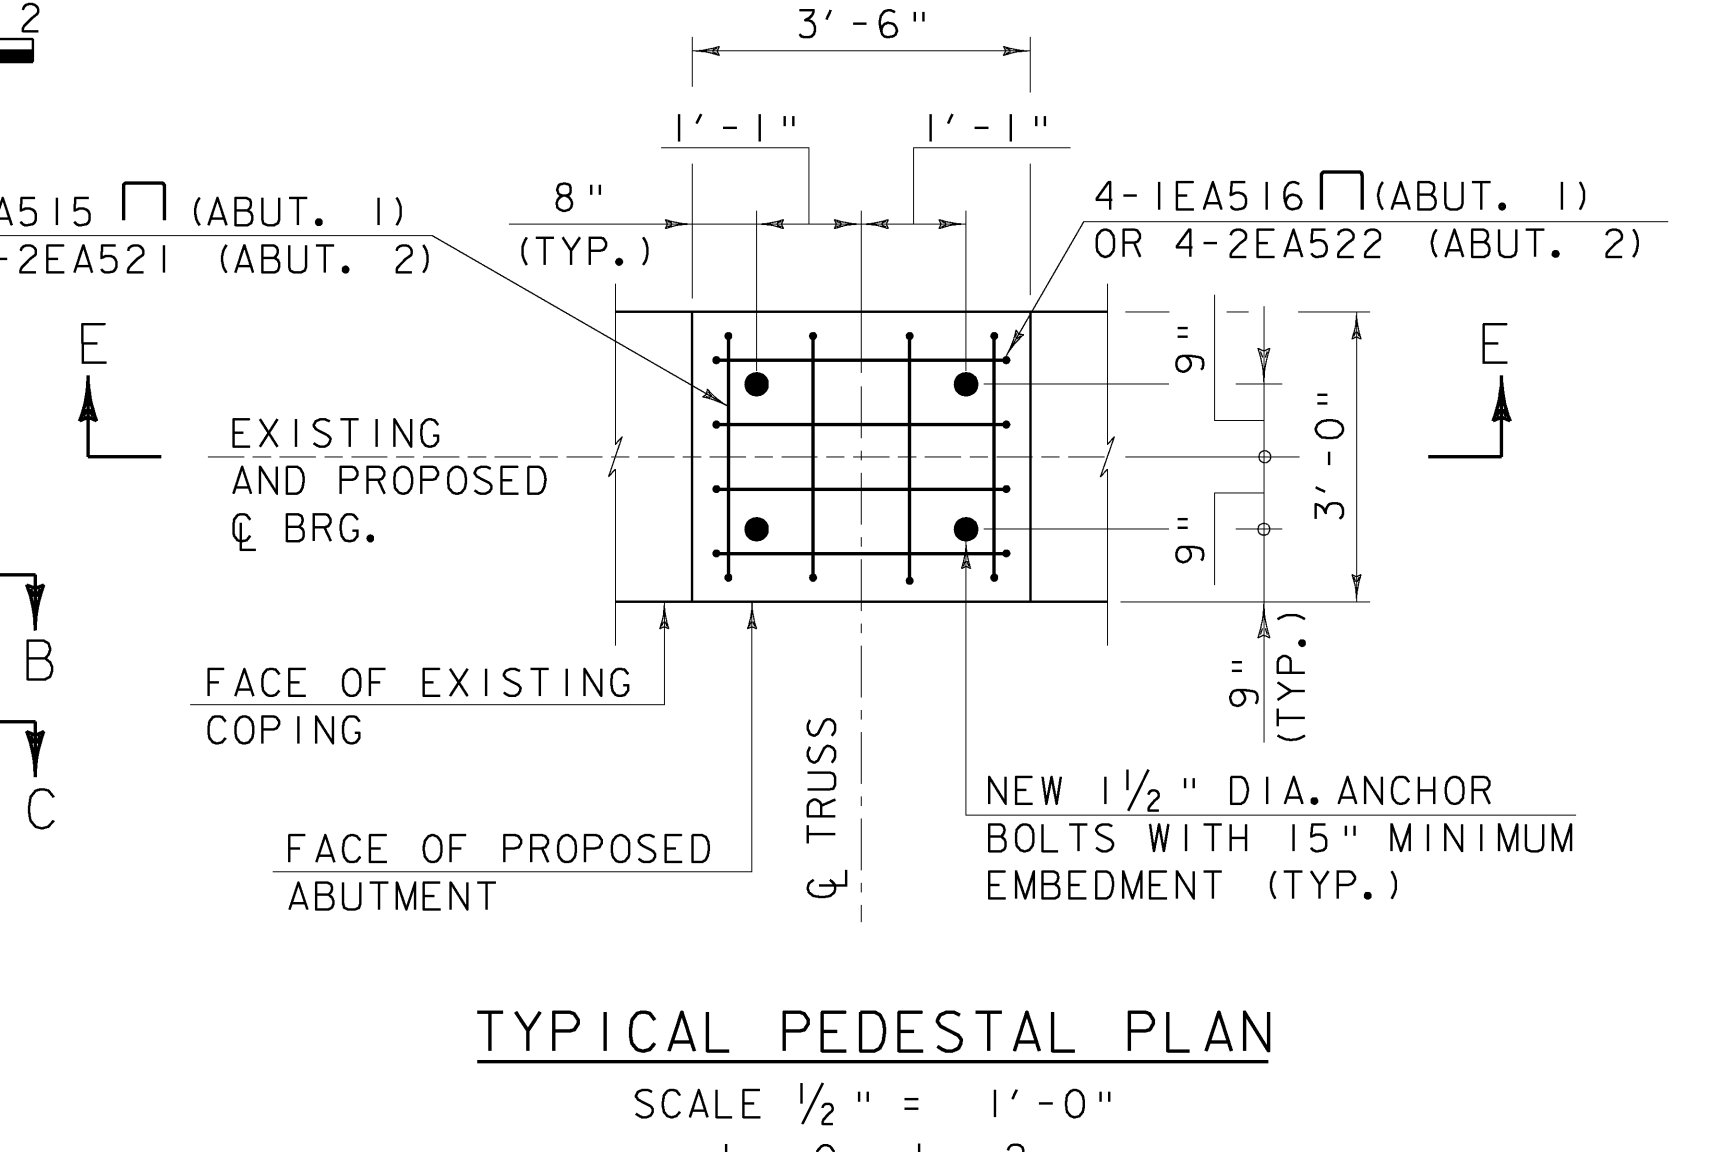 2
3'-6"
1'-1"
1'-1"
8"
(TYP.)
A515 (ABUT. 1)
-2EA521 (ABUT. 2)
4-1EA516 (ABUT. 1)
OR 4-2EA522 (ABUT. 2)
E
E
9"
9"
3'-0"
9"
(TYP.)
EXISTING
AND PROPOSED
℄ BRG.
B
C
FACE OF EXISTING
COPING
FACE OF PROPOSED
ABUTMENT
℄ TRUSS
NEW 1½" DIA. ANCHOR
BOLTS WITH 15" MINIMUM
EMBEDMENT (TYP.)
TYPICAL PEDESTAL PLAN
SCALE ½" = 1'-0"